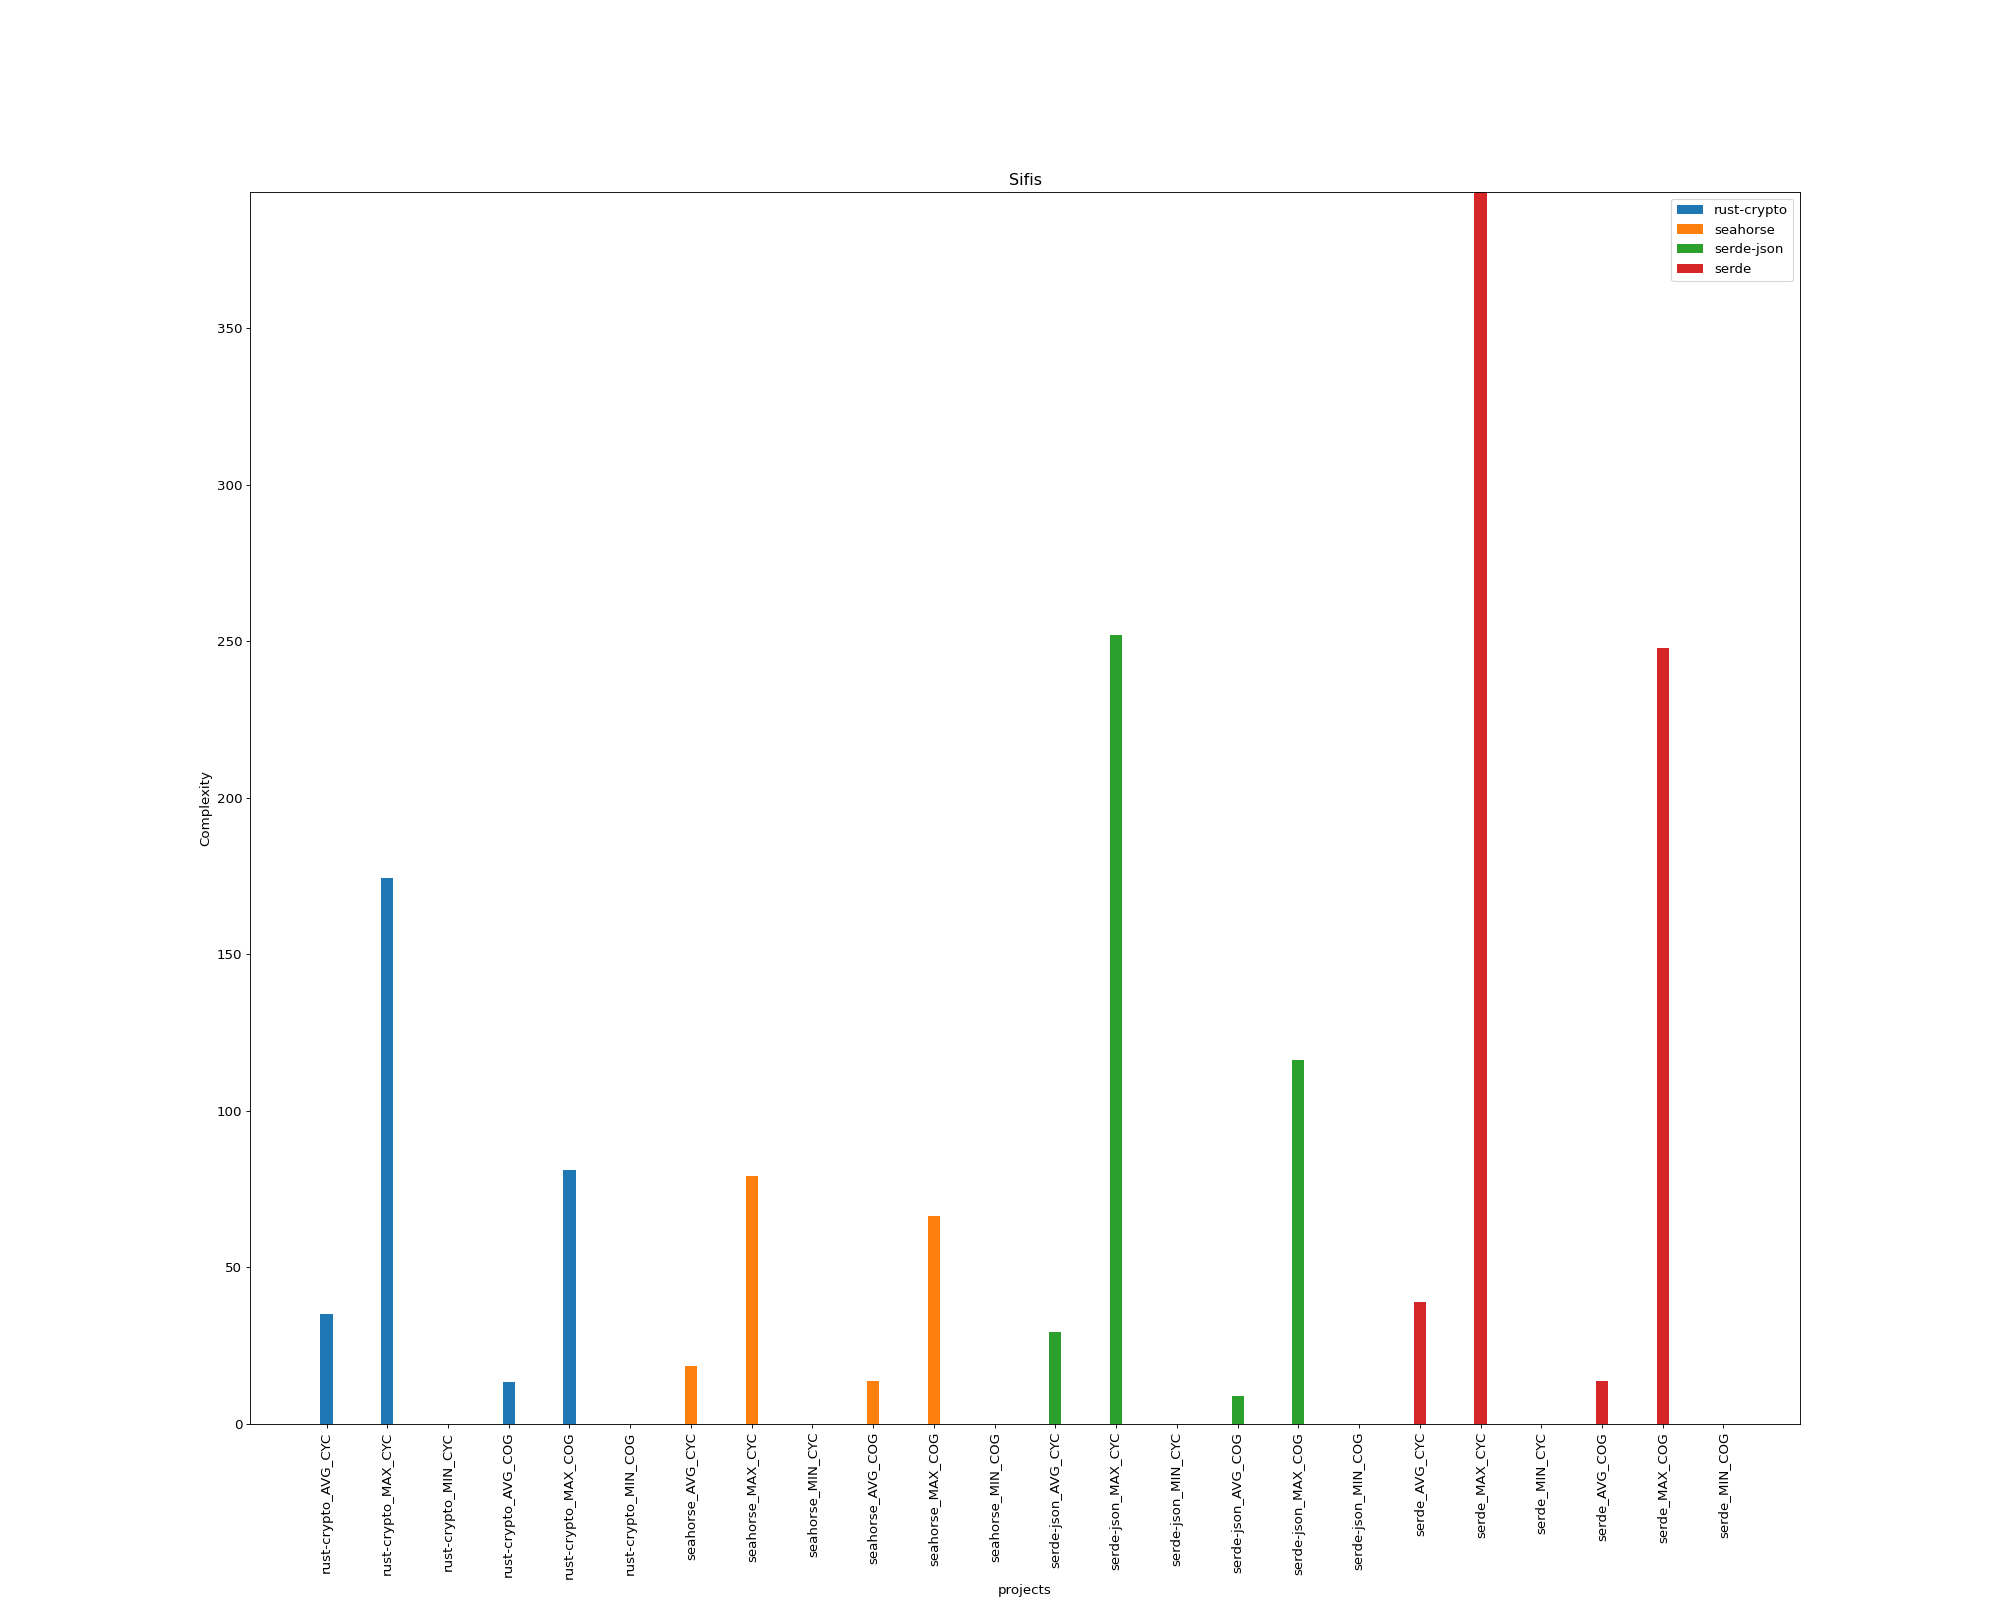 Sifis
rust-crypto
seahorse
serde-json
serde
350
300
250
200
150
100
50
0
Complexity
rust-crypto_AVG_CYC
rust-crypto_MAX_CYC
rust-crypto_MIN_CYC
rust-crypto_AVG_COG
rust-crypto_MAX_COG
rust-crypto_MIN_COG
seahorse_AVG_CYC
seahorse_MAX_CYC
seahorse_MIN_CYC
seahorse_AVG_COG
seahorse_MAX_COG
seahorse_MIN_COG
serde-json_AVG_CYC
serde-json_MAX_CYC
serde-json_MIN_CYC
serde-json_AVG_COG
serde-json_MAX_COG
serde-json_MIN_COG
serde_AVG_CYC
serde_MAX_CYC
serde_MIN_CYC
serde_AVG_COG
serde_MAX_COG
serde_MIN_COG
projects